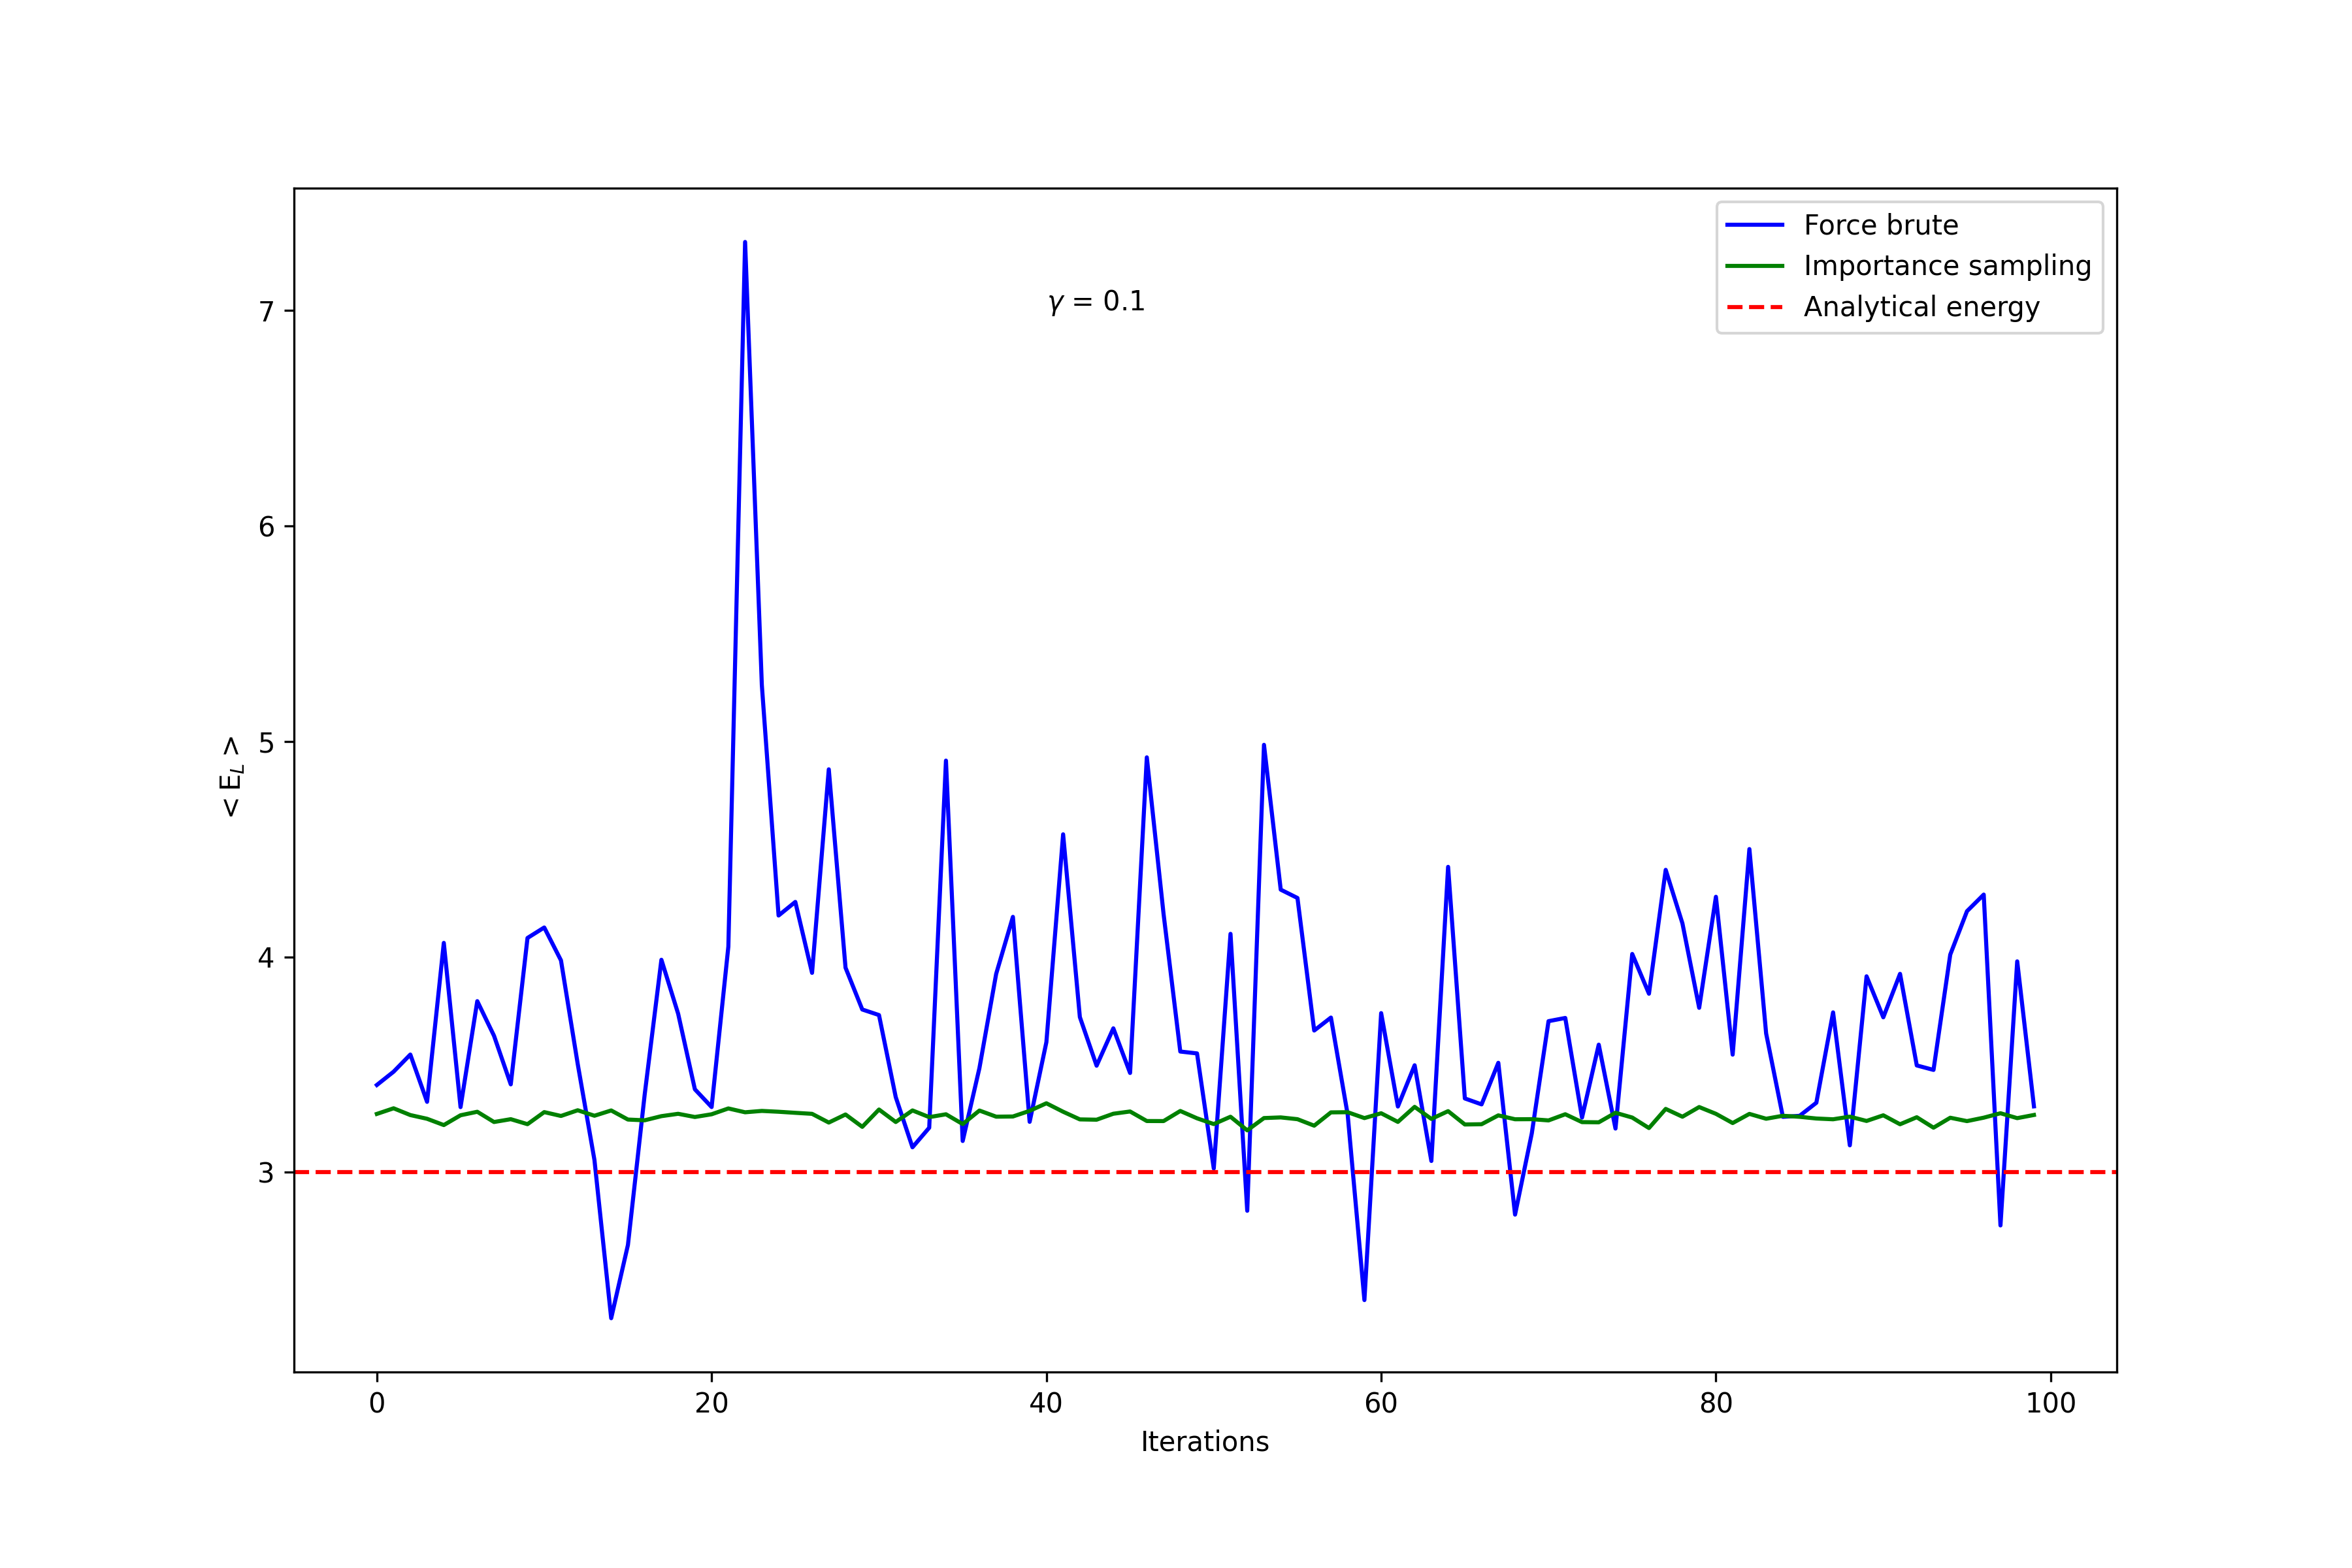 Force brute
Importance sampling
Analytical energy
γ = 0.1
7
6
5
4
3
<E_L>
0 20 40 60 80 100
Iterations